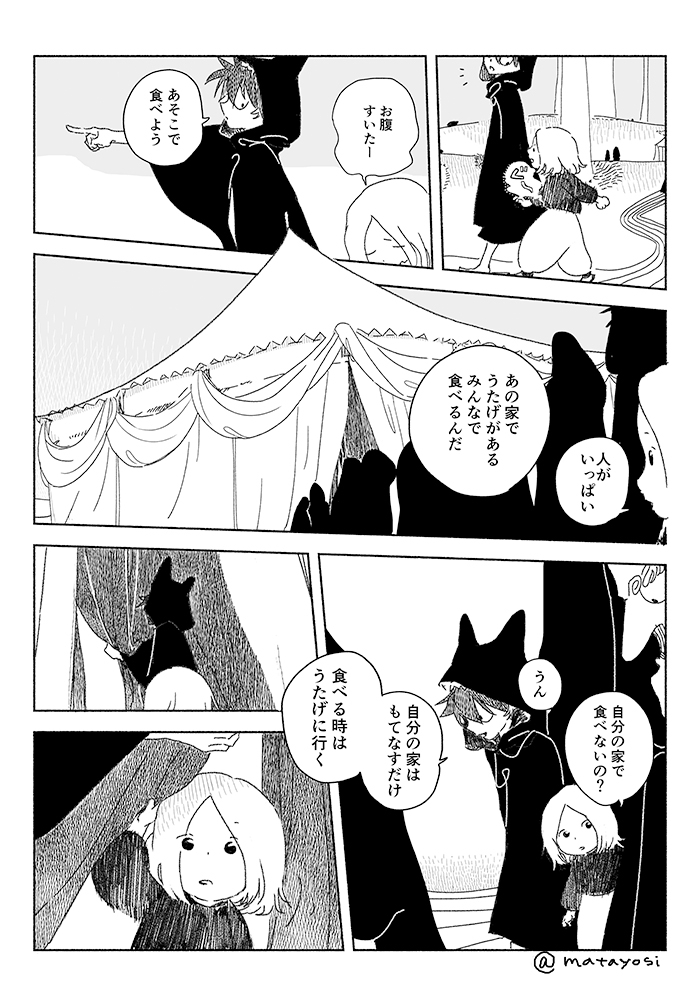 ぐ〜
お腹
すいたー
あそこで
食べよう
人が
いっぱい
あの家で
うたげがある
みんなで
食べるんだ
自分の家で
食べないの？
うん
自分の家は
もてなすだけ
食べる時は
うたげに行く
@matayosi